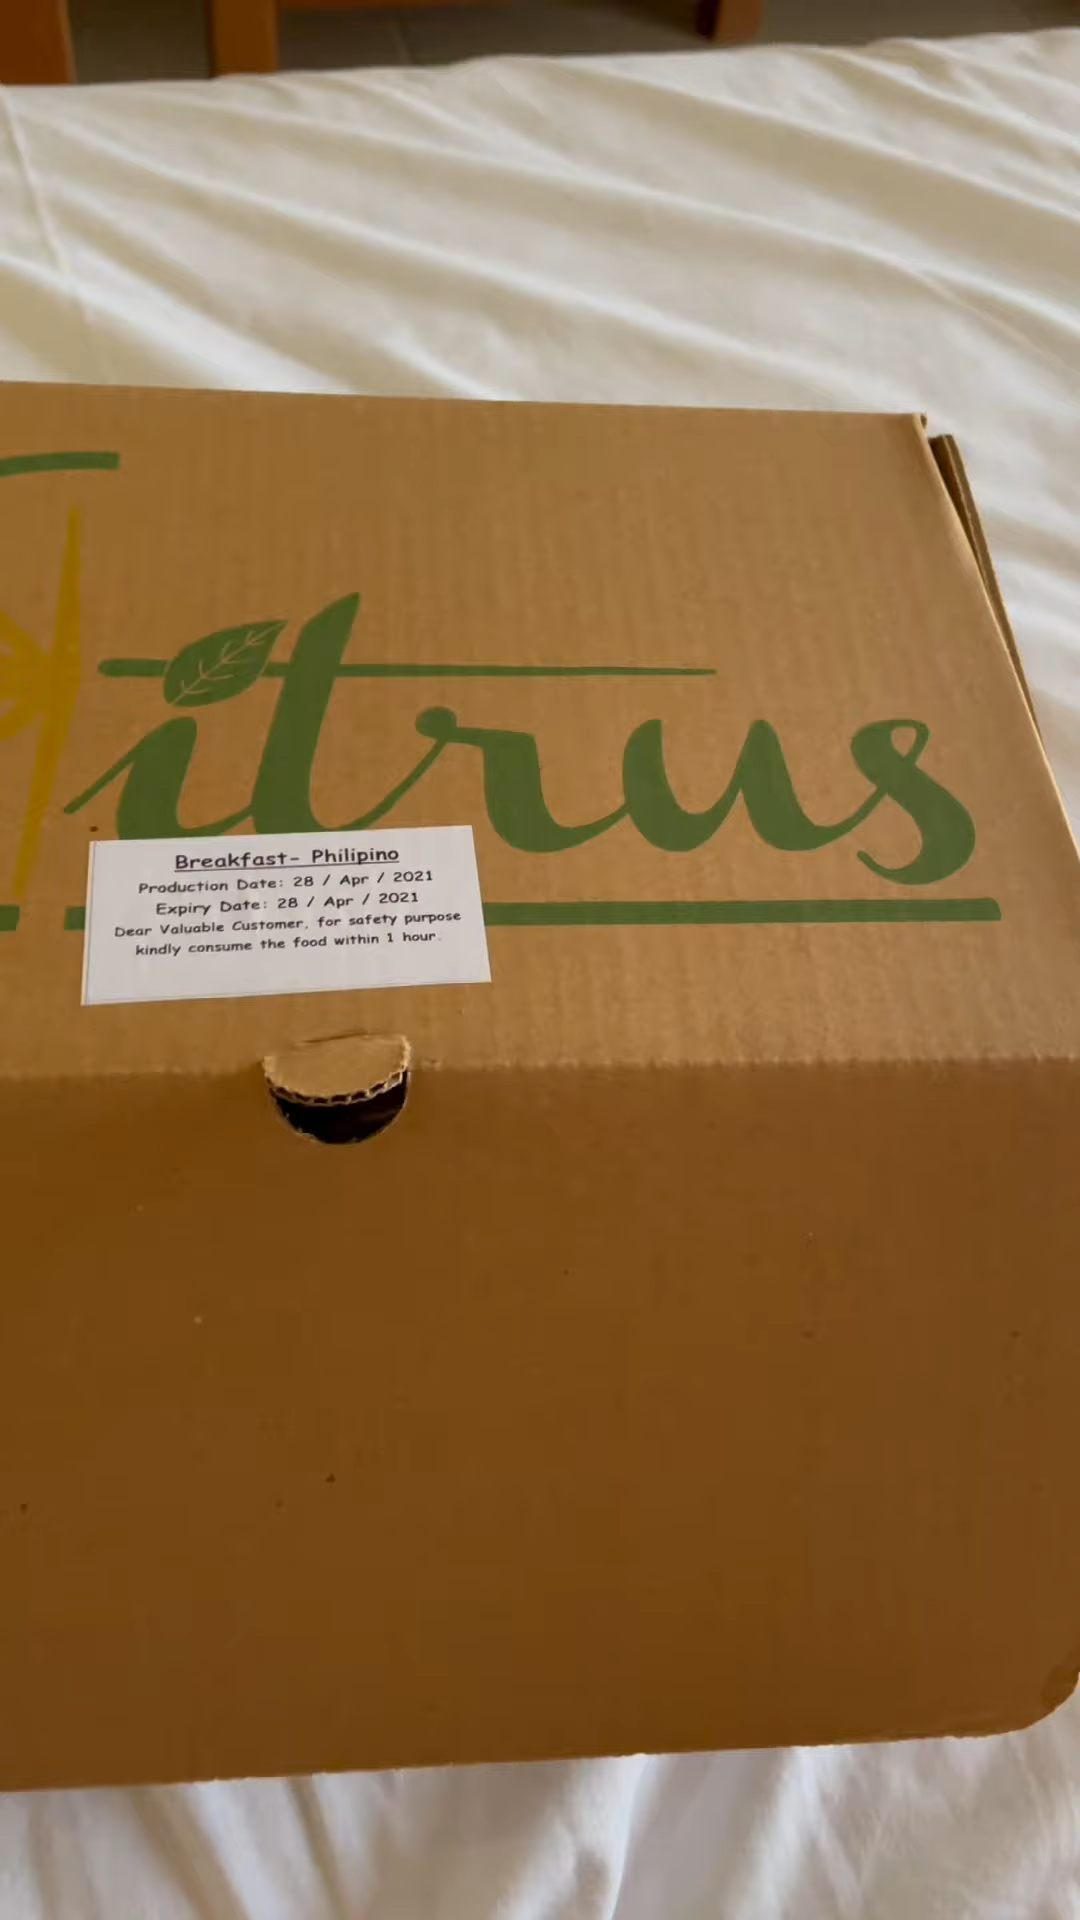 itrus
Breakfast- Philipino
Production Date: 28 / Apr / 2021
Expiry Date: 28 / Apr / 2021
Dear Valuable Customer, for safety purpose
kindly consume the food within 1 hour.